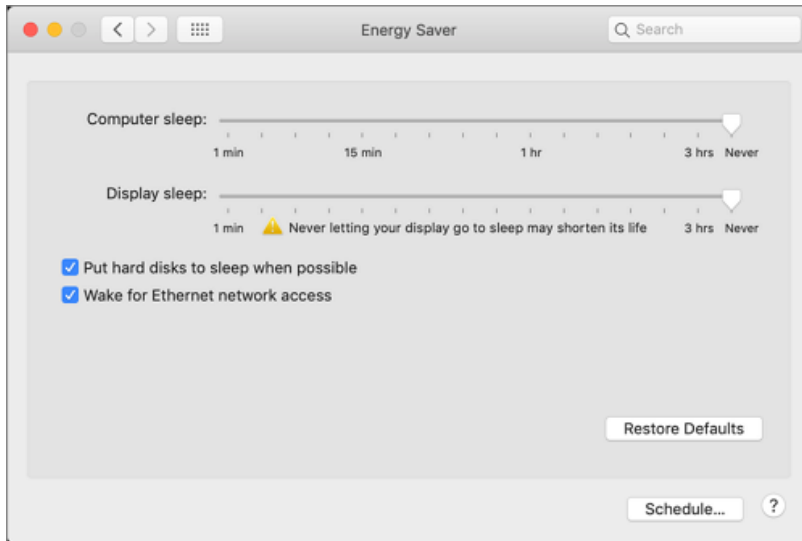 Energy Saver
Search
Computer sleep:
1 min 15 min 1 hr 3 hrs Never
Display sleep:
1 min Never letting your display go to sleep may shorten its life 3 hrs Never
Put hard disks to sleep when possible
Wake for Ethernet network access
Restore Defaults
Schedule... ?